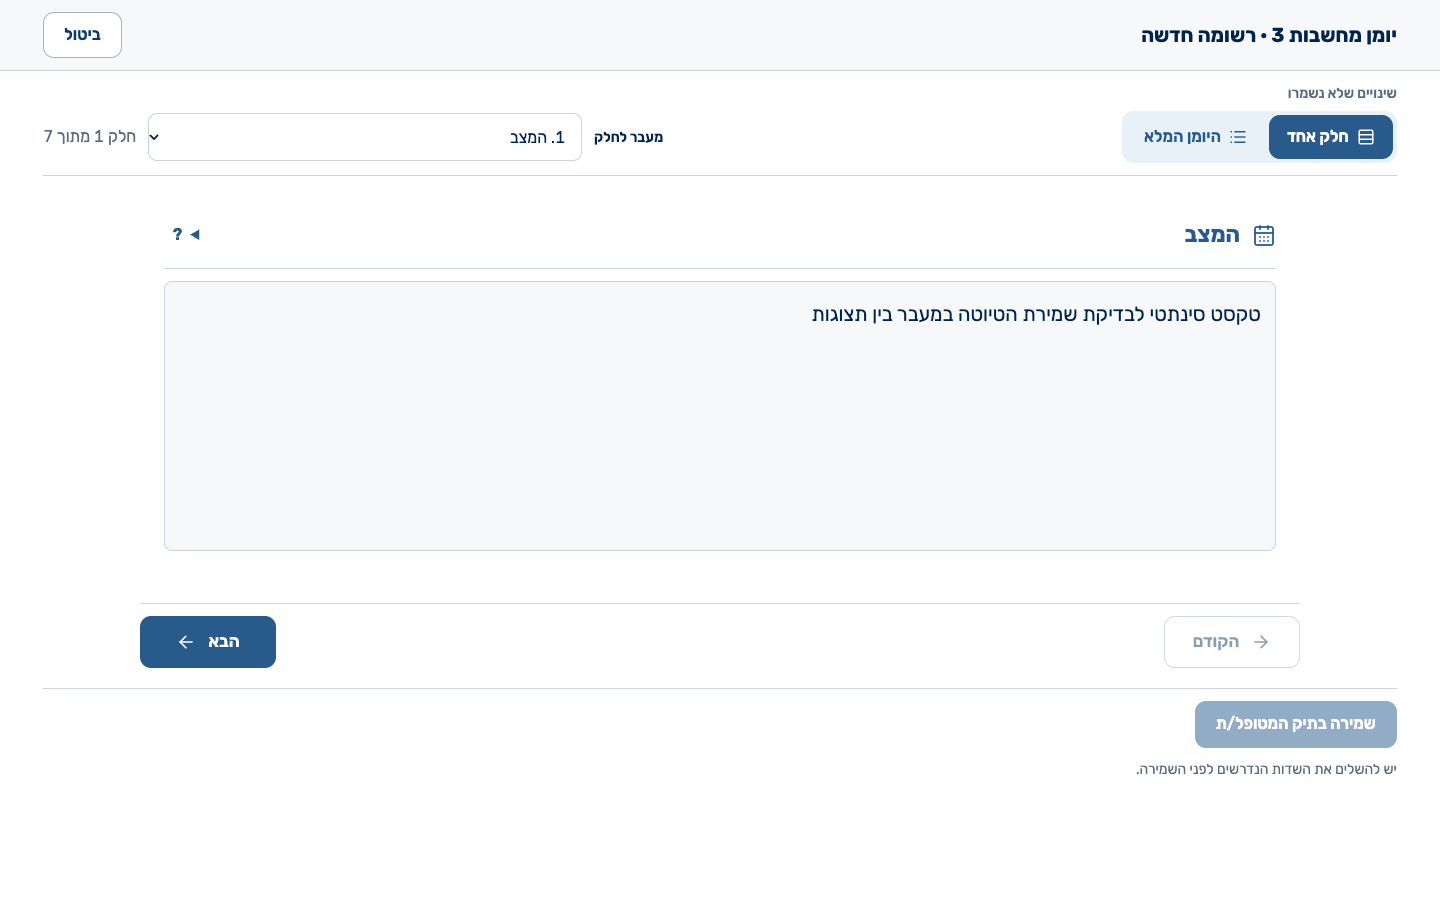 יומן מחשבות 3 • רשומה חדשה
ביטול
שינויים שלא נשמרו
חלק אחד
היומן המלא
מעבר לחלק
1. המצב
חלק 1 מתוך 7
המצב
?
טקסט סינתטי לבדיקת שמירת הטיוטה במעבר בין תצוגות
הקודם
הבא
שמירה בתיק המטופל/ת
יש להשלים את השדות הנדרשים לפני השמירה.